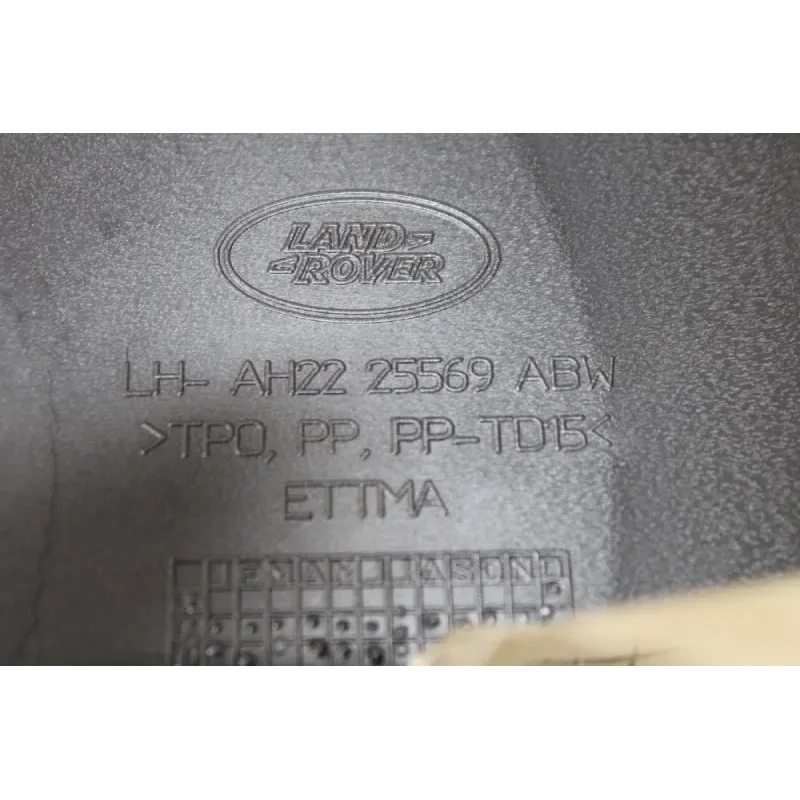 LAND
ROVER
LH- AH22 25569 ABW
>TPO, PP, PP-TD15<
ETTMA
J F M A M J J A S O N D